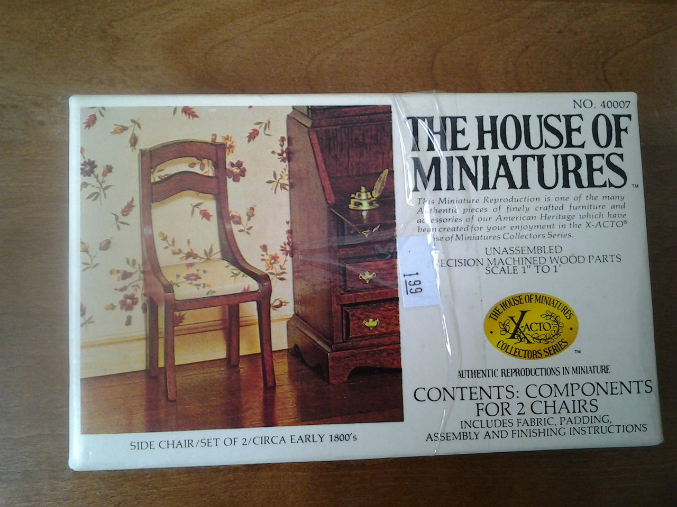 NO. 40007
THE HOUSE OF
MINIATURES™
This Miniature Reproduction is one of the many
Authentic pieces of finely crafted furniture and
accessories of our American Heritage which have
been created for your enjoyment in the X-ACTO®
House of Miniatures Collectors Series.
UNASSEMBLED
PRECISION MACHINED WOOD PARTS
SCALE 1" TO 1'
199
THE HOUSE OF MINIATURES
X-ACTO
COLLECTORS SERIES
™
AUTHENTIC REPRODUCTIONS IN MINIATURE
CONTENTS: COMPONENTS
FOR 2 CHAIRS
INCLUDES FABRIC, PADDING,
ASSEMBLY AND FINISHING INSTRUCTIONS
SIDE CHAIR/SET OF 2/CIRCA EARLY 1800's